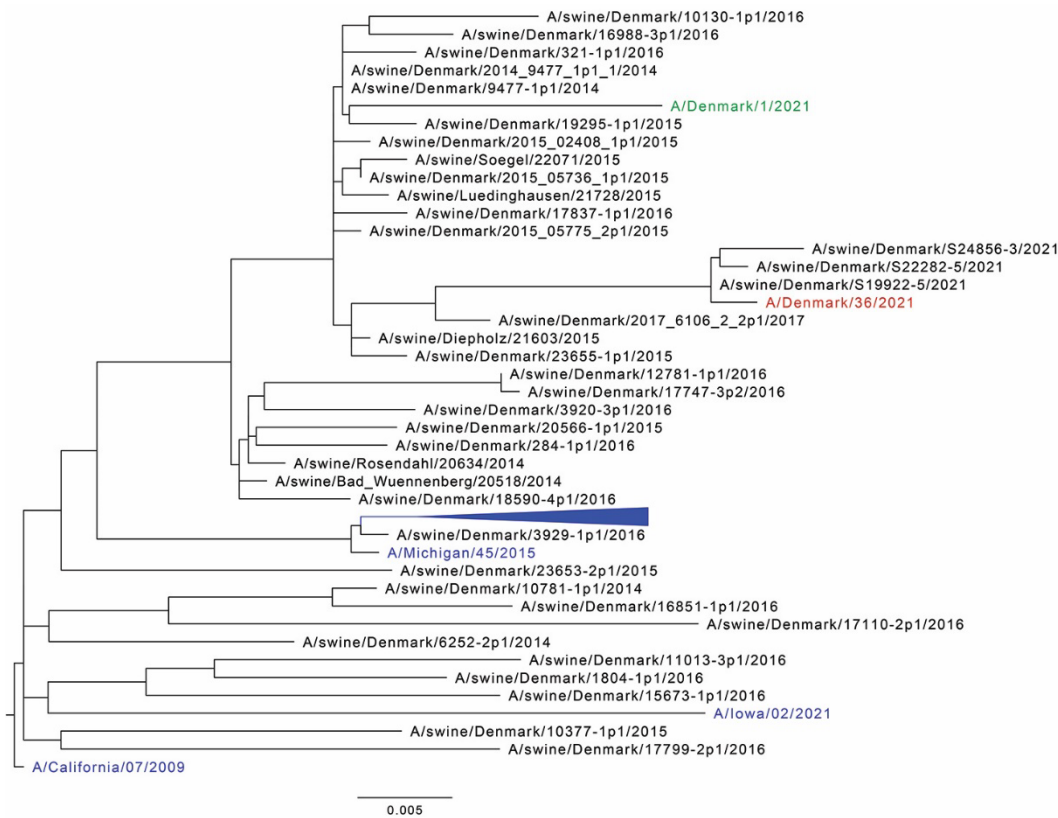 A/swine/Denmark/10130-1p1/2016
A/swine/Denmark/16988-3p1/2016
A/swine/Denmark/321-1p1/2016
A/swine/Denmark/2014_9477_1p1_1/2014
A/swine/Denmark/9477-1p1/2014
A/Denmark/1/2021
A/swine/Denmark/19295-1p1/2015
A/swine/Denmark/2015_02408_1p1/2015
A/swine/Soegel/22071/2015
A/swine/Denmark/2015_05736_1p1/2015
A/swine/Luedinghausen/21728/2015
A/swine/Denmark/17837-1p1/2016
A/swine/Denmark/2015_05775_2p1/2015
A/swine/Denmark/S24856-3/2021
A/swine/Denmark/S22282-5/2021
A/swine/Denmark/S19922-5/2021
A/Denmark/36/2021
A/swine/Denmark/2017_6106_2_2p1/2017
A/swine/Diepholz/21603/2015
A/swine/Denmark/23655-1p1/2015
A/swine/Denmark/12781-1p1/2016
A/swine/Denmark/17747-3p2/2016
A/swine/Denmark/3920-3p1/2016
A/swine/Denmark/20566-1p1/2015
A/swine/Denmark/284-1p1/2016
A/swine/Rosendahl/20634/2014
A/swine/Bad_Wuennenberg/20518/2014
A/swine/Denmark/18590-4p1/2016
A/swine/Denmark/3929-1p1/2016
A/Michigan/45/2015
A/swine/Denmark/23653-2p1/2015
A/swine/Denmark/10781-1p1/2014
A/swine/Denmark/16851-1p1/2016
A/swine/Denmark/17110-2p1/2016
A/swine/Denmark/6252-2p1/2014
A/swine/Denmark/11013-3p1/2016
A/swine/Denmark/1804-1p1/2016
A/swine/Denmark/15673-1p1/2016
A/Iowa/02/2021
A/swine/Denmark/10377-1p1/2015
A/swine/Denmark/17799-2p1/2016
A/California/07/2009
0.005